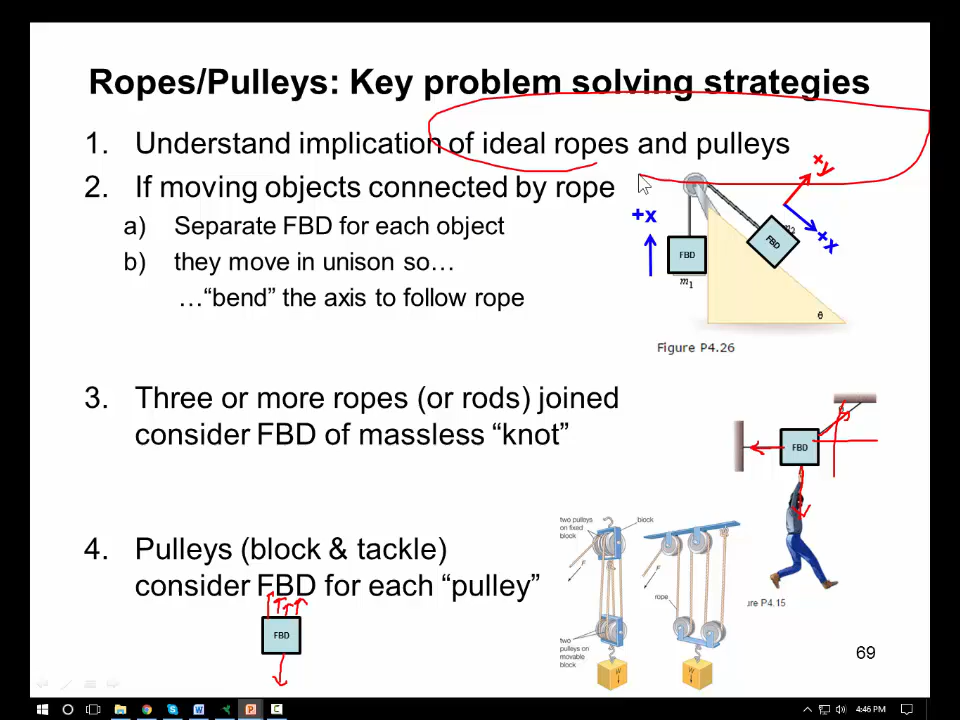 Ropes/Pulleys: Key problem solving strategies
1. Understand implication of ideal ropes and pulleys
2. If moving objects connected by rope
a) Separate FBD for each object
b) they move in unison so…
…“bend” the axis to follow rope
+x
+y
+x
FBD
FBD
m1
θ
Figure P4.26
3. Three or more ropes (or rods) joined
consider FBD of massless “knot”
FBD
ure P4.15
4. Pulleys (block & tackle)
consider FBD for each “pulley”
FBD
two pulleys
on fixed
block
block
F
F
rope
two
pulleys on
movable
block
W
W
69
4:46 PM